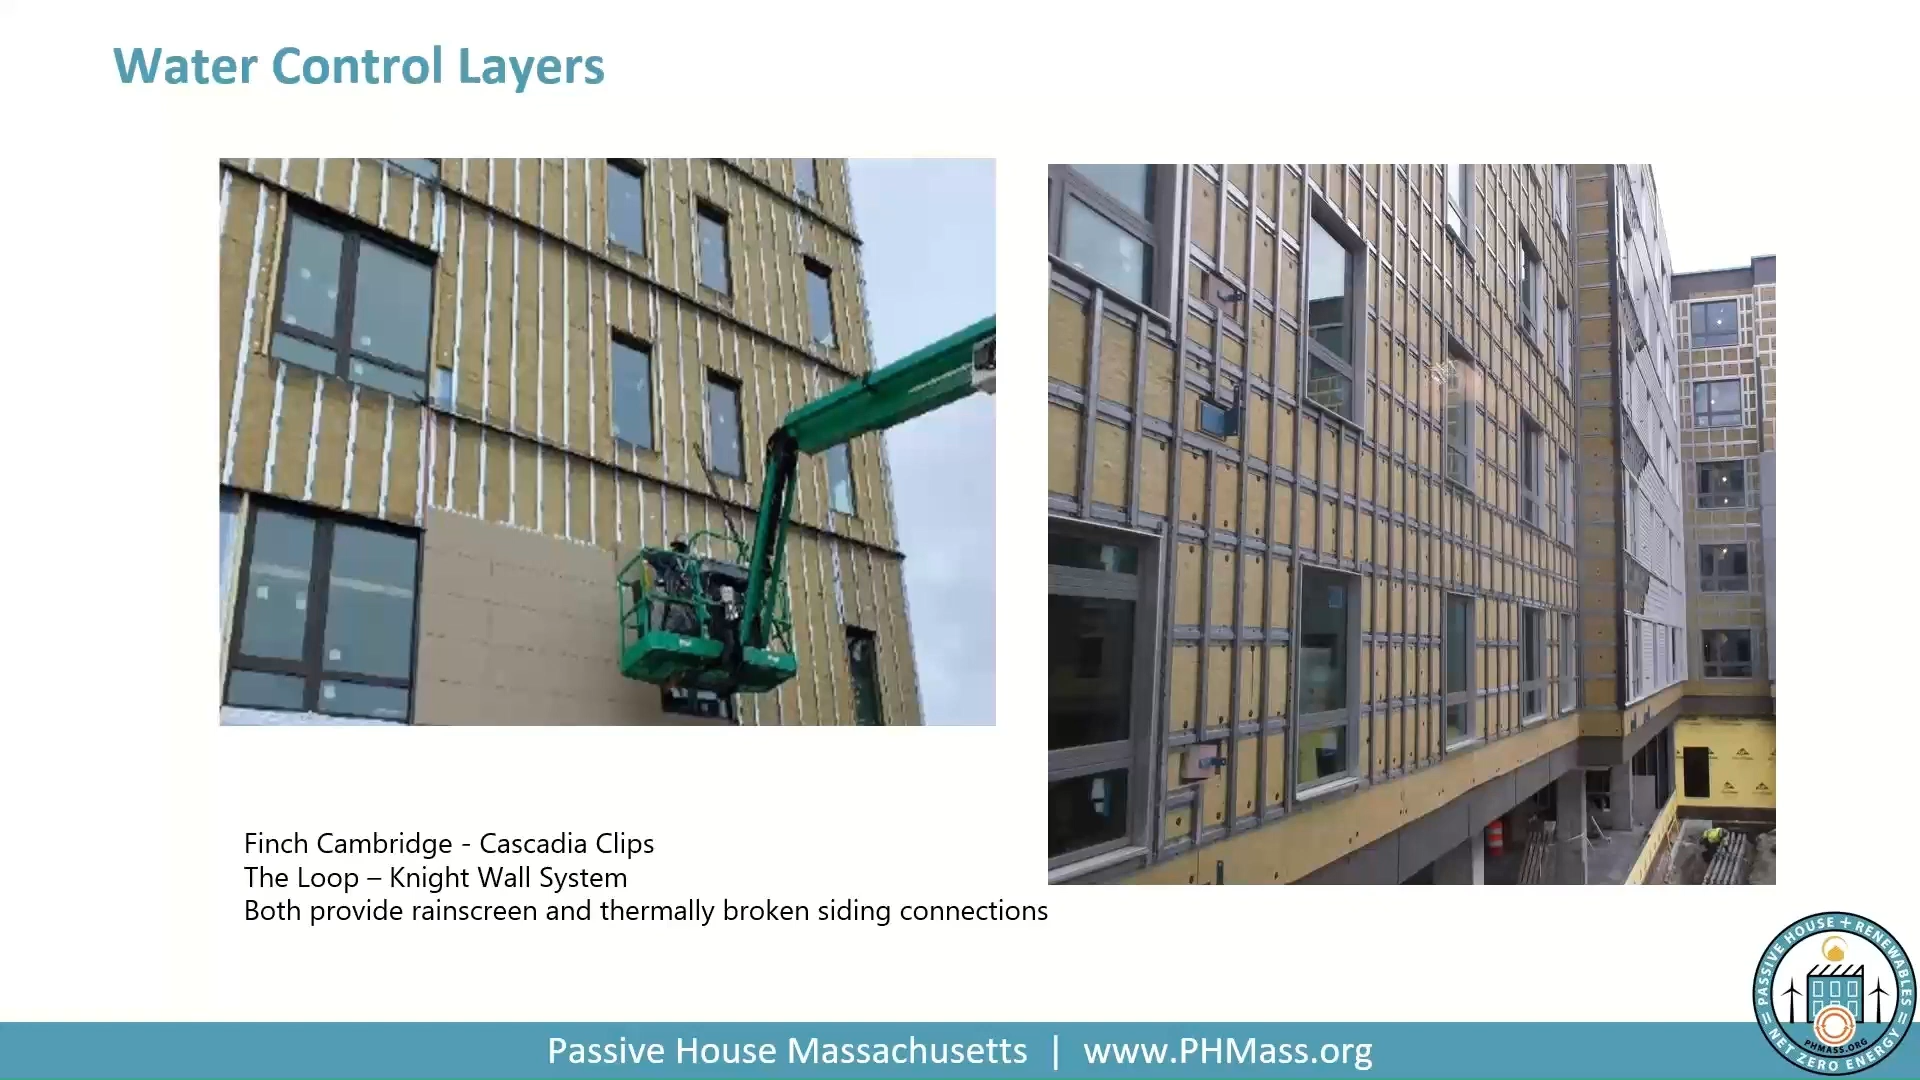 Water Control Layers
Finch Cambridge - Cascadia Clips
The Loop – Knight Wall System
Both provide rainscreen and thermally broken siding connections
Passive House Massachusetts | www.PHMass.org
PASSIVE HOUSE + RENEWABLES
= NET ZERO ENERGY =
PHMASS.ORG